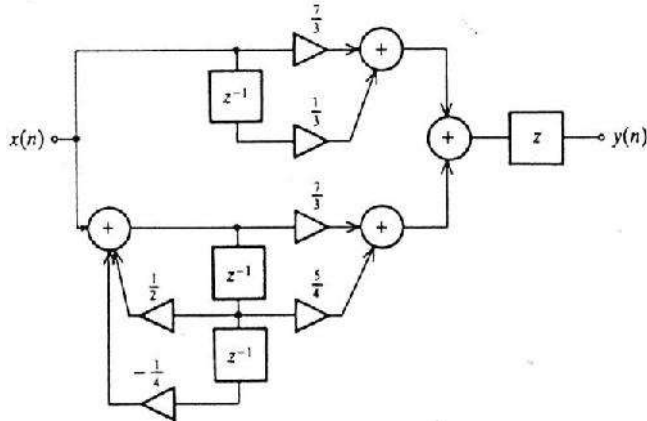 7/3
+
z⁻¹
1/3
x(n)
+
z
y(n)
7/3
+
+
z⁻¹
1/2
5/4
z⁻¹
−1/4